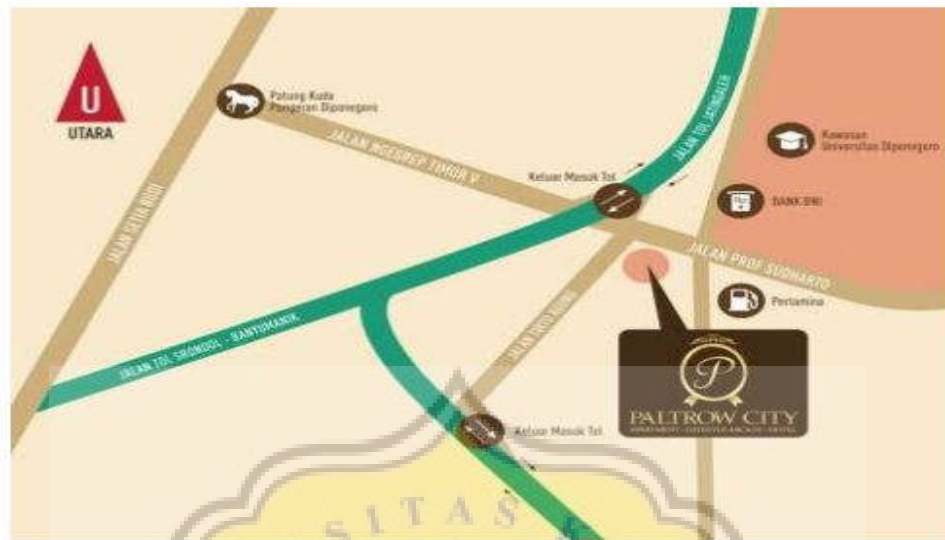 U
UTARA
Patung Kuda
Pangeran Diponegoro
JALAN NGESREP TIMUR V
JALAN TOL JATINGALEH
Kawasan
Universitas Diponegoro
Keluar Masuk Tol
BANK BNI
JALAN SETIA BUDI
JALAN PROF SUDHARTO
Pertamina
JALAN TOL SRONDOL - BANYUMANIK
P
PALTROW CITY
Keluar Masuk Tol
SITAS